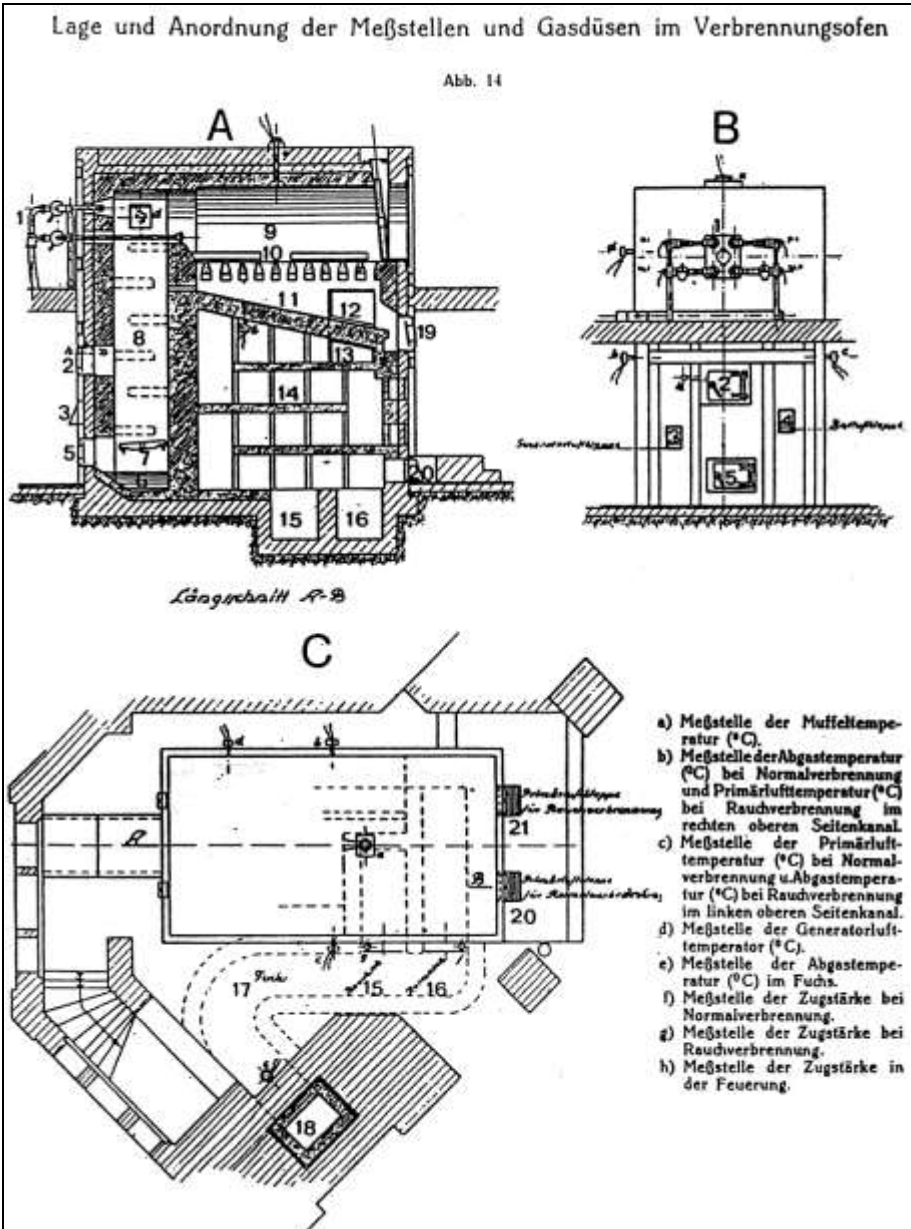 Lage und Anordnung der Meßstellen und Gasdüsen im Verbrennungsofen
Abb. 14
A
B
1
2
3
5
6
7
8
9
10
11
12
13
14
15
16
19
20
2
5
Längschnitt A-B
C
21
20
17
15
16
18
a) Meßstelle der Muffeltempe-
ratur (°C).
b) Meßstelle der Abgastemperatur
(°C) bei Normalverbrennung
und Primärlufttemperatur (°C)
bei Rauchverbrennung im
rechten oberen Seitenkanal.
c) Meßstelle der Primärluft-
temperatur (°C) bei Normal-
verbrennung u. Abgastempera-
tur (°C) bei Rauchverbrennung
im linken oberen Seitenkanal.
d) Meßstelle der Generatorluft-
temperator (°C).
e) Meßstelle der Abgastempe-
ratur (°C) im Fuchs.
f) Meßstelle der Zugstärke bei
Normalverbrennung.
g) Meßstelle der Zugstärke bei
Rauchverbrennung.
h) Meßstelle der Zugstärke in
der Feuerung.